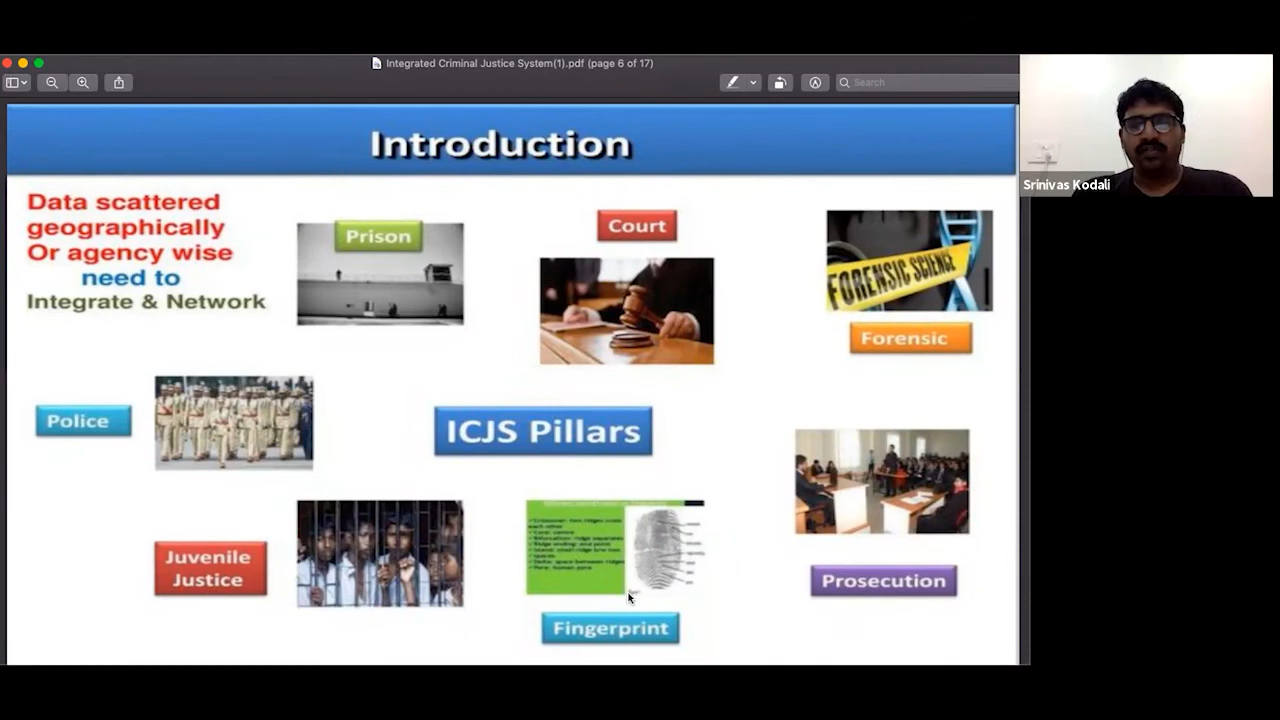 Integrated Criminal Justice System(1).pdf (page 6 of 17)
Search
Introduction
Data scattered
geographically
Or agency wise
need to
Integrate & Network
Prison
Court
FORENSIC SCIENCE
Forensic
Police
ICJS Pillars
Juvenile
Justice
Fingerprint
Prosecution
Srinivas Kodali